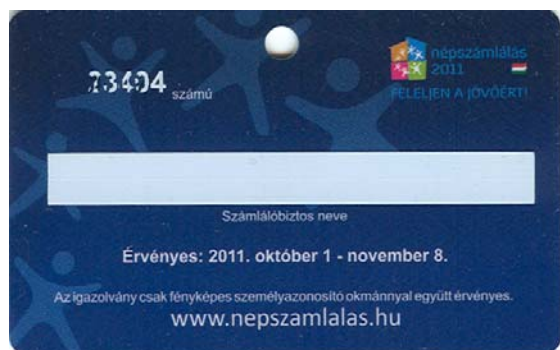 népszámlálás
2011
FELELJEN A JÖVŐÉRT!
23404 számú
Számlálóbiztos neve
Érvényes: 2011. október 1 - november 8.
Az igazolvány csak fényképes személyazonosító okmánnyal együtt érvényes.
www.nepszamlalas.hu